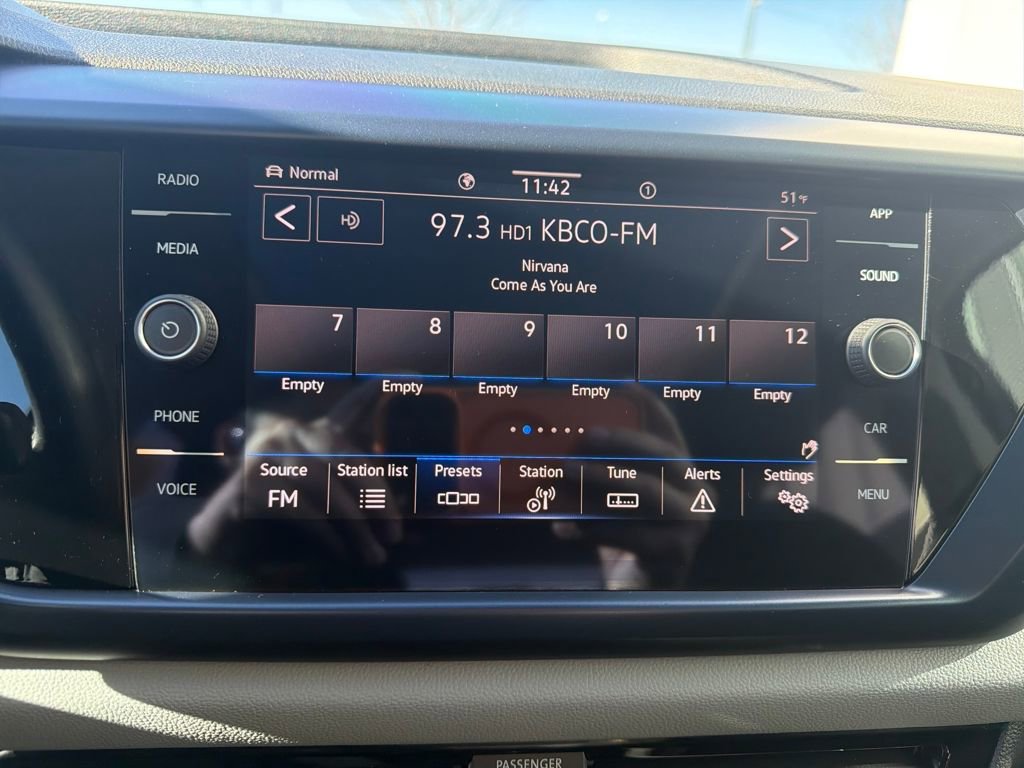 RADIO
MEDIA
PHONE
VOICE
Normal
11:42
1
51°F
HD
97.3 HD1 KBCO-FM
Nirvana
Come As You Are
7 8 9 10 11 12
Empty Empty Empty Empty Empty Empty
Source Station list Presets Station Tune Alerts Settings
FM
APP
SOUND
CAR
MENU
PASSENGER